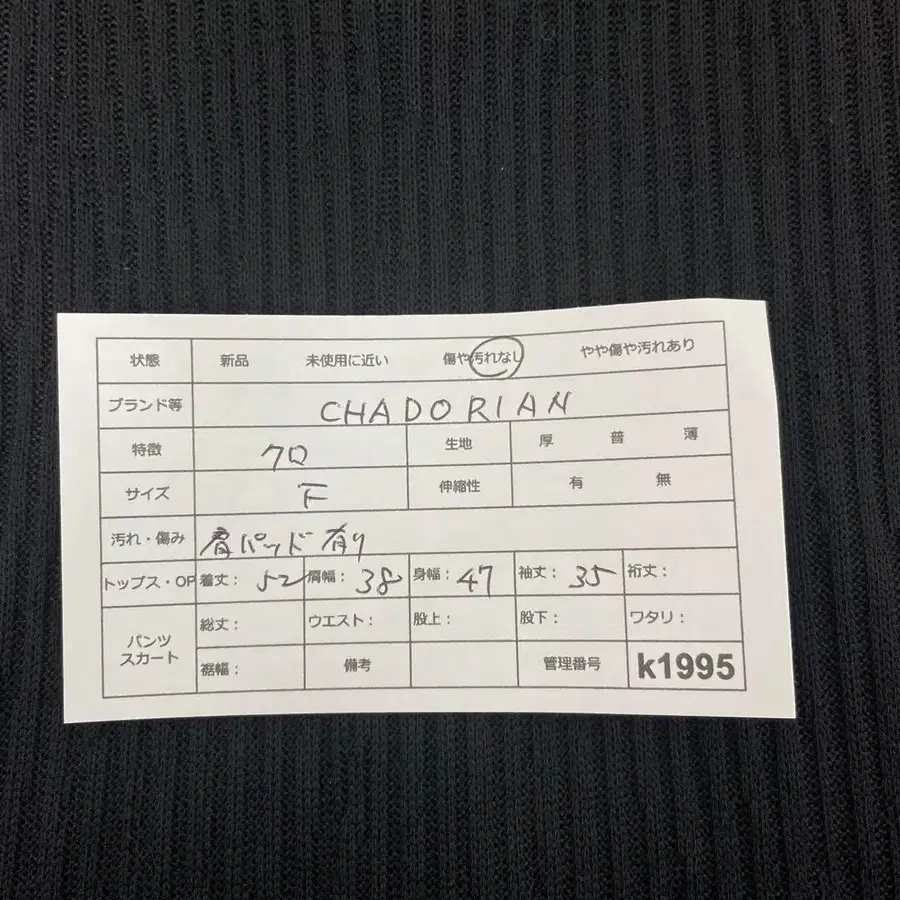 状態 新品 未使用に近い 傷や汚れなし やや傷や汚れあり
ブランド等 CHADORIAN
特徴 クロ 生地 厚 普 薄
サイズ F 伸縮性 有 無
汚れ・傷み 肩パッド有り
トップス・OP 着丈: 52 肩幅: 38 身幅: 47 袖丈: 35 裄丈:
パンツ スカート 総丈: ウエスト: 股上: 股下: ワタリ:
裾幅: 備考 管理番号 k1995